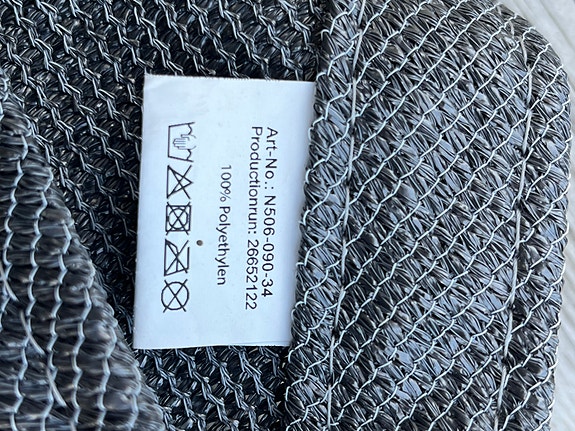 Art-No.: N506-090-34
Productionrun: 26652122
100% Polyethylen